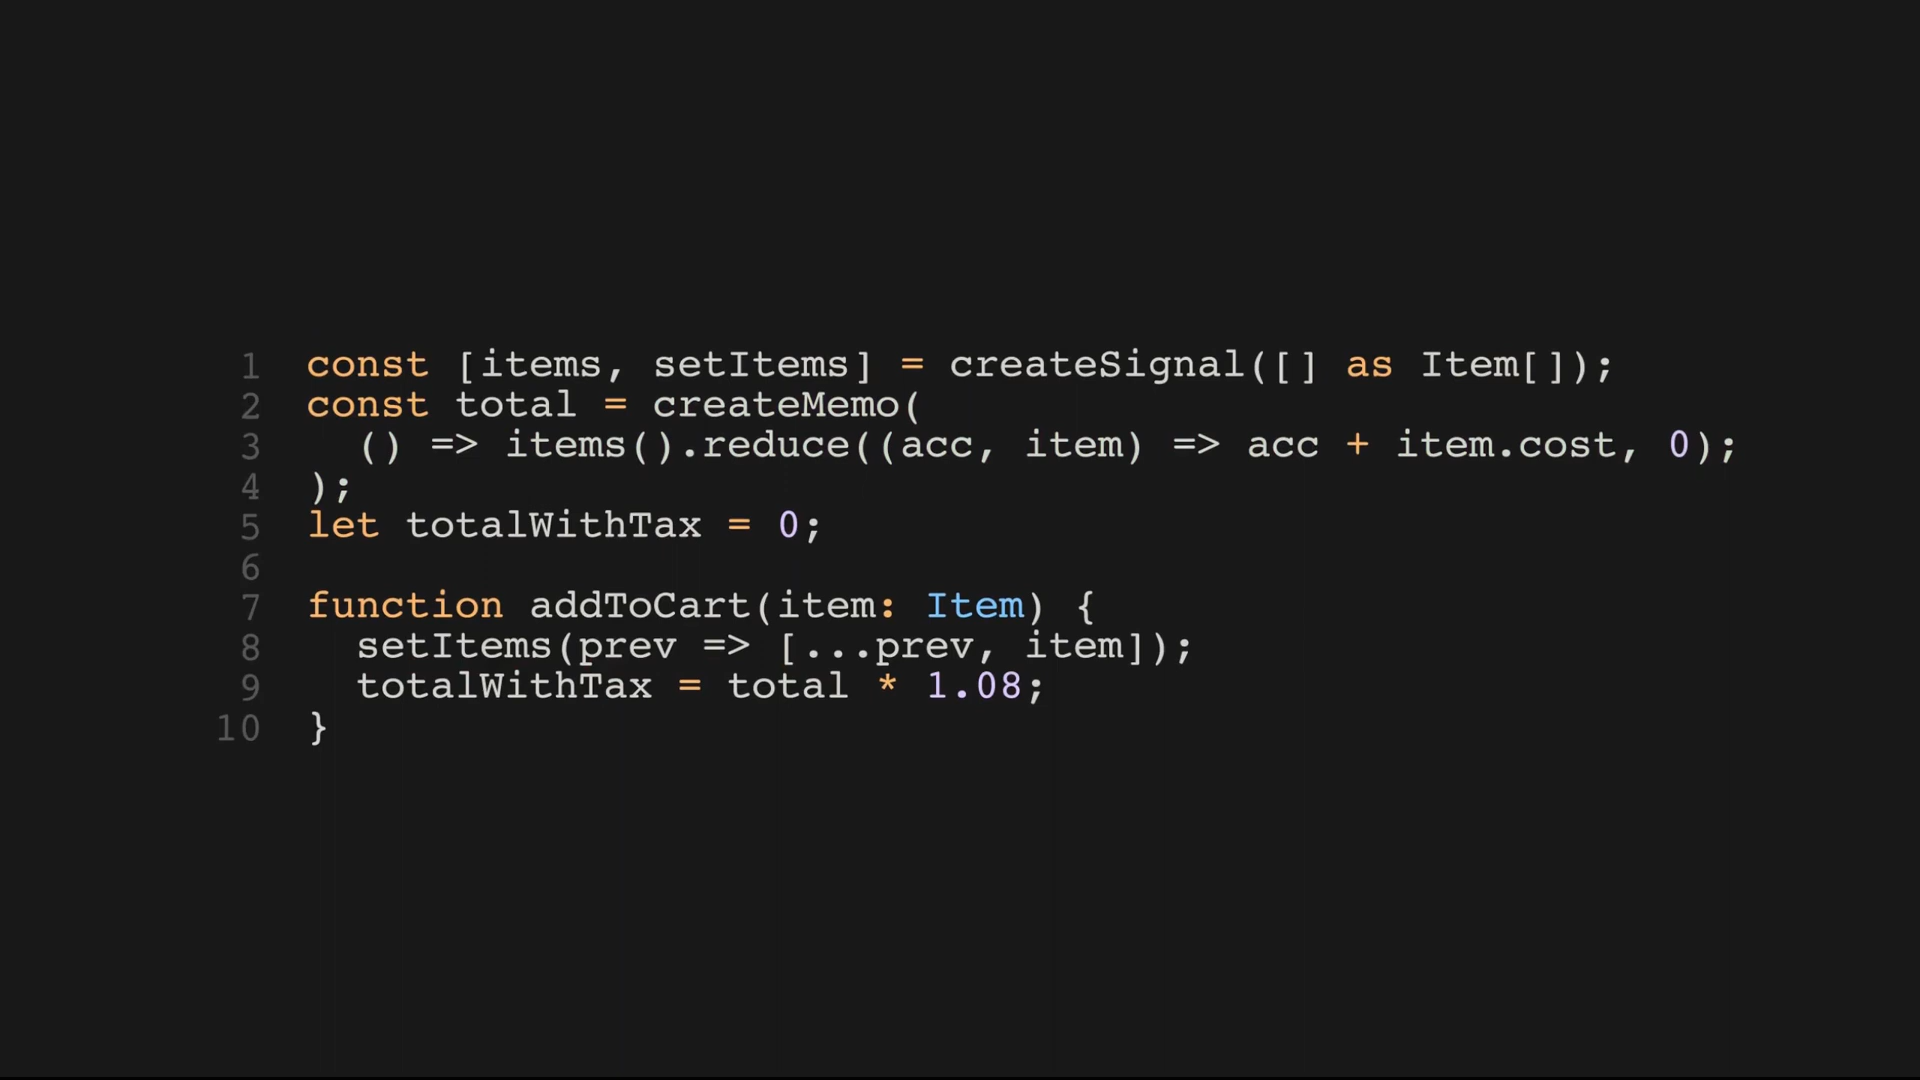 1 const [items, setItems] = createSignal([] as Item[]);
2 const total = createMemo(
3   () => items().reduce((acc, item) => acc + item.cost, 0);
4 );
5 let totalWithTax = 0;
6
7 function addToCart(item: Item) {
8   setItems(prev => [...prev, item]);
9   totalWithTax = total * 1.08;
10 }